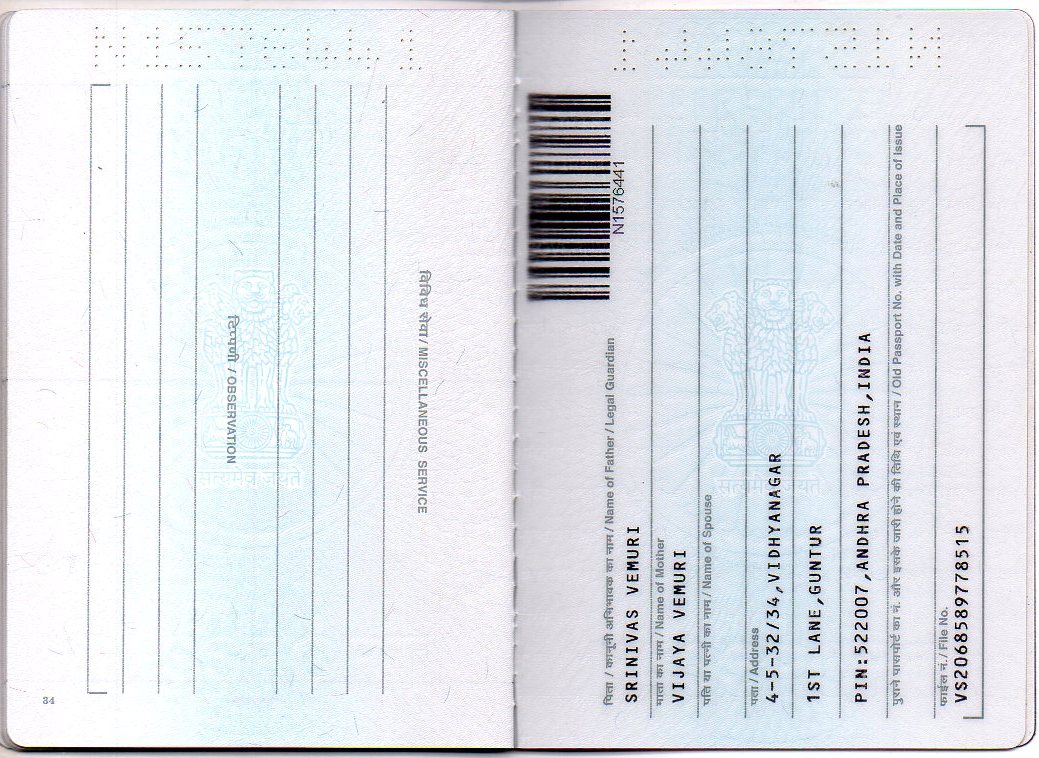 N1576441
टिप्पणी / OBSERVATION
विविध सेवा / MISCELLANEOUS SERVICE
34
सत्यमेव जयते
N1576441
N1576441
पिता / कानूनी अभिभावक का नाम / Name of Father / Legal Guardian
SRINIVAS VEMURI
माता का नाम / Name of Mother
VIJAYA VEMURI
पति या पत्नी का नाम / Name of Spouse
पता / Address
4-5-32/34,VIDHYANAGAR
1ST LANE,GUNTUR
PIN:522007,ANDHRA PRADESH,INDIA
पुराने पासपोर्ट का नं. और इसके जारी होने की तिथि एवं स्थान / Old Passport No. with Date and Place of Issue
फाईल नं. / File No.
VS2068589778515
सत्यमेव जयते